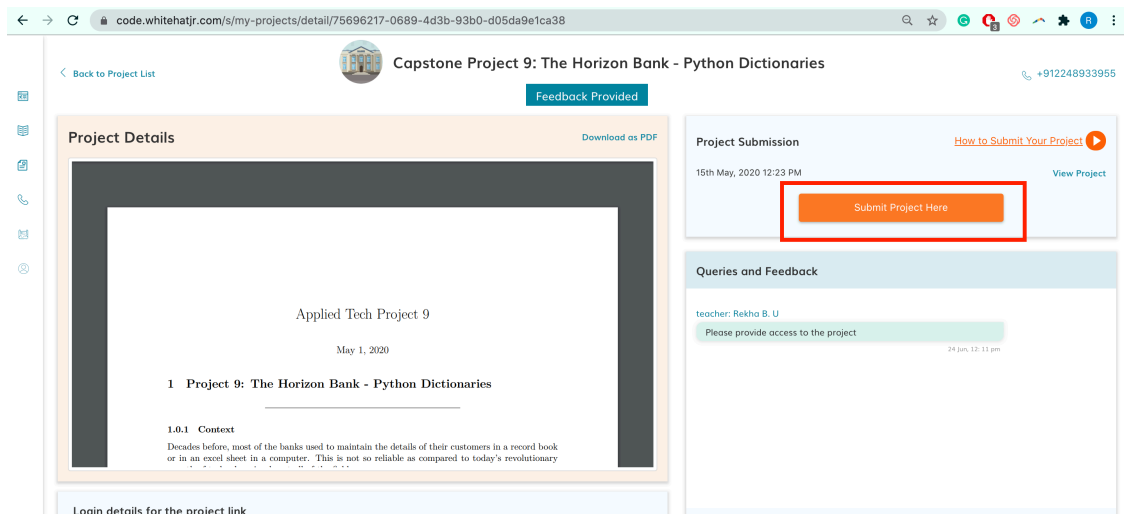 code.whitehatjr.com/s/my-projects/detail/75696217-0689-4d3b-93b0-d05da9e1ca38
3
R
Back to Project List
Capstone Project 9: The Horizon Bank - Python Dictionaries
+912248933955
Feedback Provided
Project Details
Download as PDF
Applied Tech Project 9
May 1, 2020
1 Project 9: The Horizon Bank - Python Dictionaries
1.0.1 Context
Decades before, most of the banks used to maintain the details of their customers in a record book
or in an excel sheet in a computer. This is not so reliable as compared to today's revolutionary
Login details for the project link
Project Submission
How to Submit Your Project
15th May, 2020 12:23 PM
View Project
Submit Project Here
Queries and Feedback
teacher: Rekha B. U
Please provide access to the project
24 Jun, 12: 11 pm